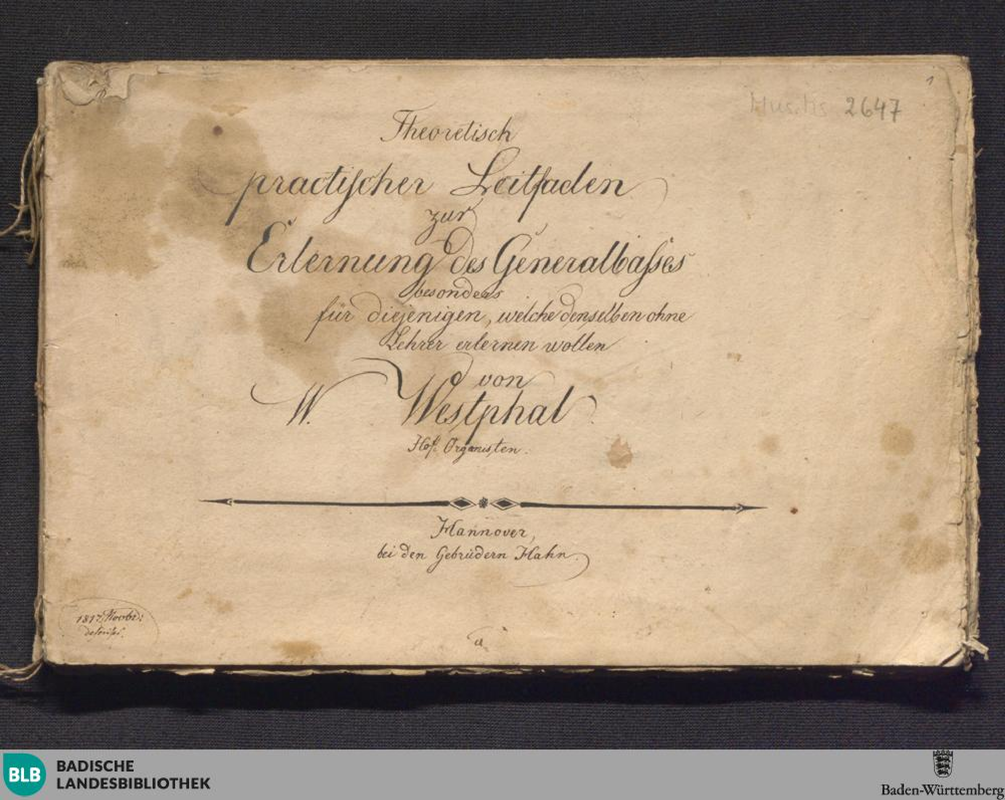 1
Mus. Hs. 2647
Theoretisch
practischer Leitfaden
zur
Erlernung des Generalbasses
besonders
für diejenigen, welche denselben ohne
Lehrer erlernen wollen
von
W. Westphal.
Hof. Organisten.
Hannover,
bei den Gebrüdern Hahn.
1817
a
BLB
BADISCHE
LANDESBIBLIOTHEK
Baden-Württemberg